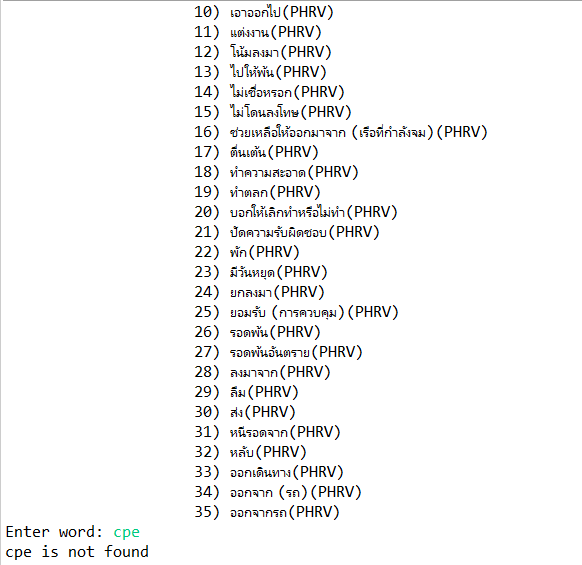 10) เอาออกไป(PHRV)
11) แต่งงาน(PHRV)
12) โน้มลงมา(PHRV)
13) ไปให้พ้น(PHRV)
14) ไม่เชื่อหรอก(PHRV)
15) ไม่โดนลงโทษ(PHRV)
16) ช่วยเหลือให้ออกมาจาก (เรือที่กำลังจม)(PHRV)
17) ตื่นเต้น(PHRV)
18) ทำความสะอาด(PHRV)
19) ทำตลก(PHRV)
20) บอกให้เลิกทำหรือไม่ทำ(PHRV)
21) ปัดความรับผิดชอบ(PHRV)
22) พัก(PHRV)
23) มีวันหยุด(PHRV)
24) ยกลงมา(PHRV)
25) ยอมรับ (การควบคุม)(PHRV)
26) รอดพ้น(PHRV)
27) รอดพ้นอันตราย(PHRV)
28) ลงมาจาก(PHRV)
29) ลืม(PHRV)
30) ส่ง(PHRV)
31) หนีรอดจาก(PHRV)
32) หลับ(PHRV)
33) ออกเดินทาง(PHRV)
34) ออกจาก (รถ)(PHRV)
35) ออกจากรถ(PHRV)
Enter word: cpe
cpe is not found